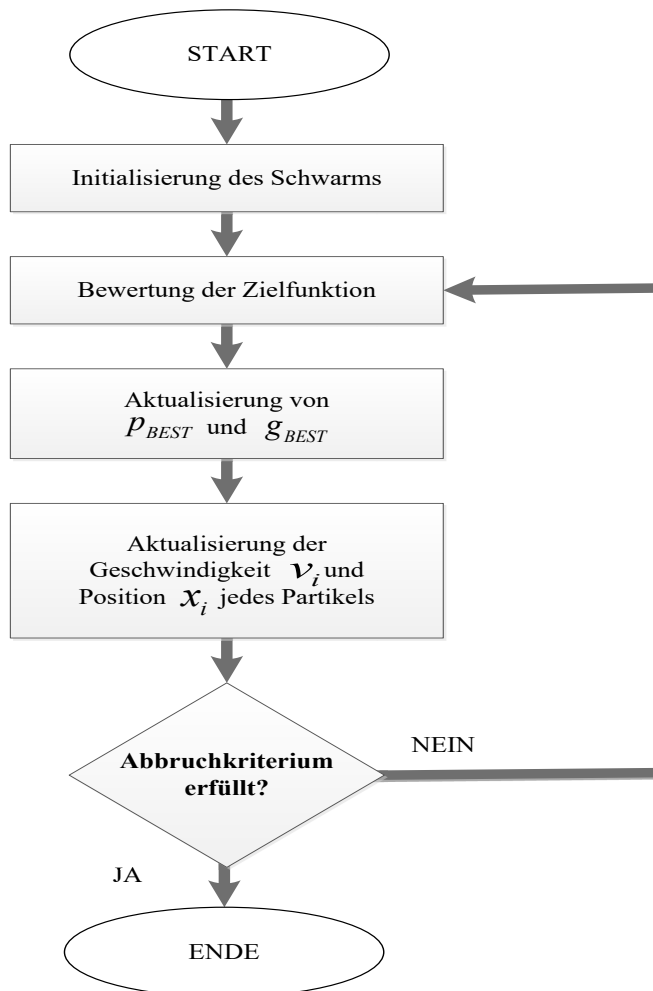 START
Initialisierung des Schwarms
Bewertung der Zielfunktion
Aktualisierung von
p_BEST und g_BEST
Aktualisierung der
Geschwindigkeit v_i und
Position x_i jedes Partikels
Abbruchkriterium
erfüllt?
NEIN
JA
ENDE